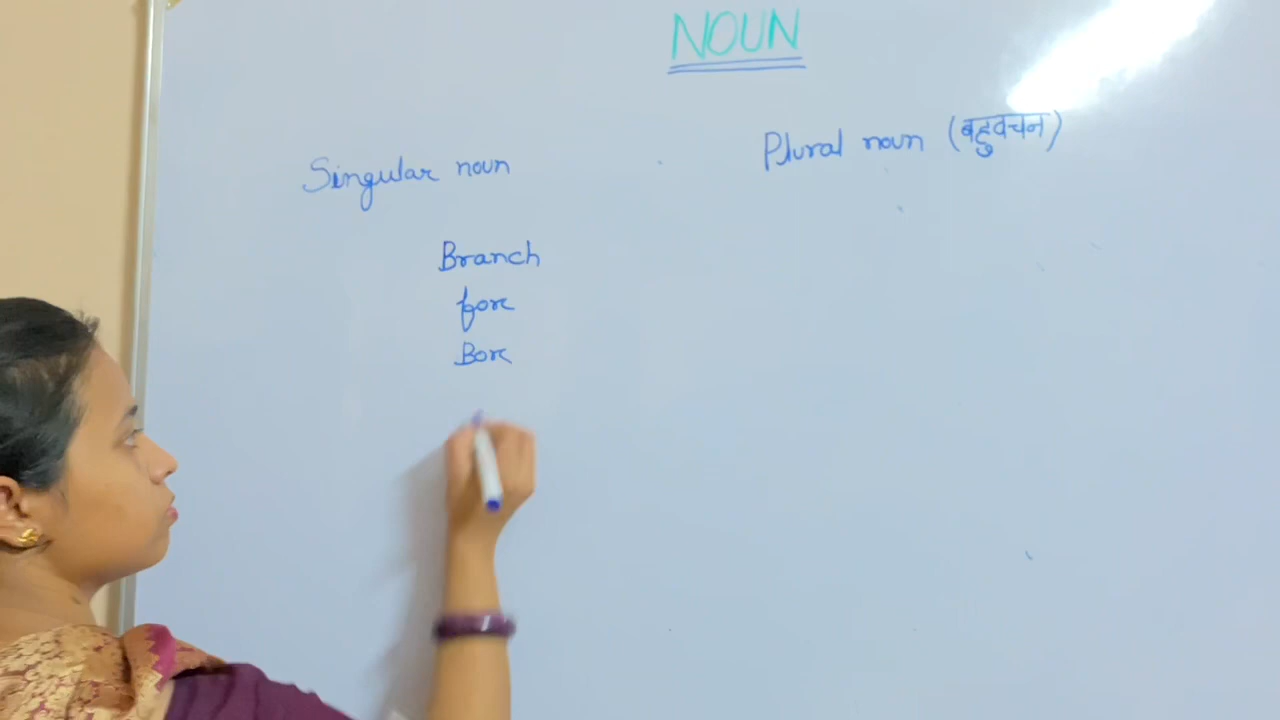 NOUN
Singular noun
Plural noun (बहुवचन)
Branch
fox
Box